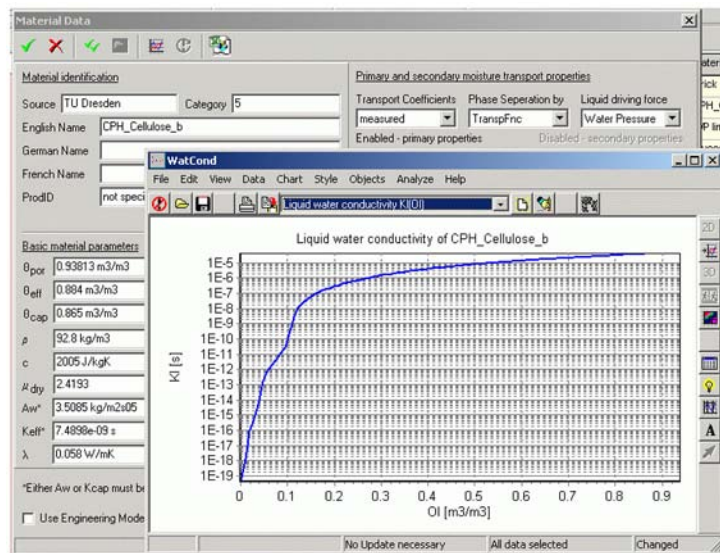 Material Data
Material identification
Source TU Dresden Category 5
English Name CPH_Cellulose_b
German Name
French Name
ProdID not speci
Primary and secondary moisture transport properties
Transport Coefficients Phase Seperation by Liquid driving force
measured TranspFnc Water Pressure
Enabled - primary properties Disabled - secondary properties
Basic material parameters
θpor 0.93813 m3/m3
θeff 0.884 m3/m3
θcap 0.865 m3/m3
ρ 92.8 kg/m3
c 2005 J/kgK
μ dry 2.4193
Aw* 3.5085 kg/m2s05
Keff* 7.4898e-09 s
λ 0.058 W/mK
*Either Aw or Kcap must be
Use Engineering Mode
WatCond
File Edit View Data Chart Style Objects Analyze Help
Liquid water conductivity Kl(Ol)
Liquid water conductivity of CPH_Cellulose_b
1E-5
1E-6
1E-7
1E-8
1E-9
1E-10
1E-11
1E-12
1E-13
1E-14
1E-15
1E-16
1E-17
1E-18
1E-19
Kl [s]
0 0.1 0.2 0.3 0.4 0.5 0.6 0.7 0.8 0.9
Ol [m3/m3]
2D
3D
A
No Update necessary All data selected Changed